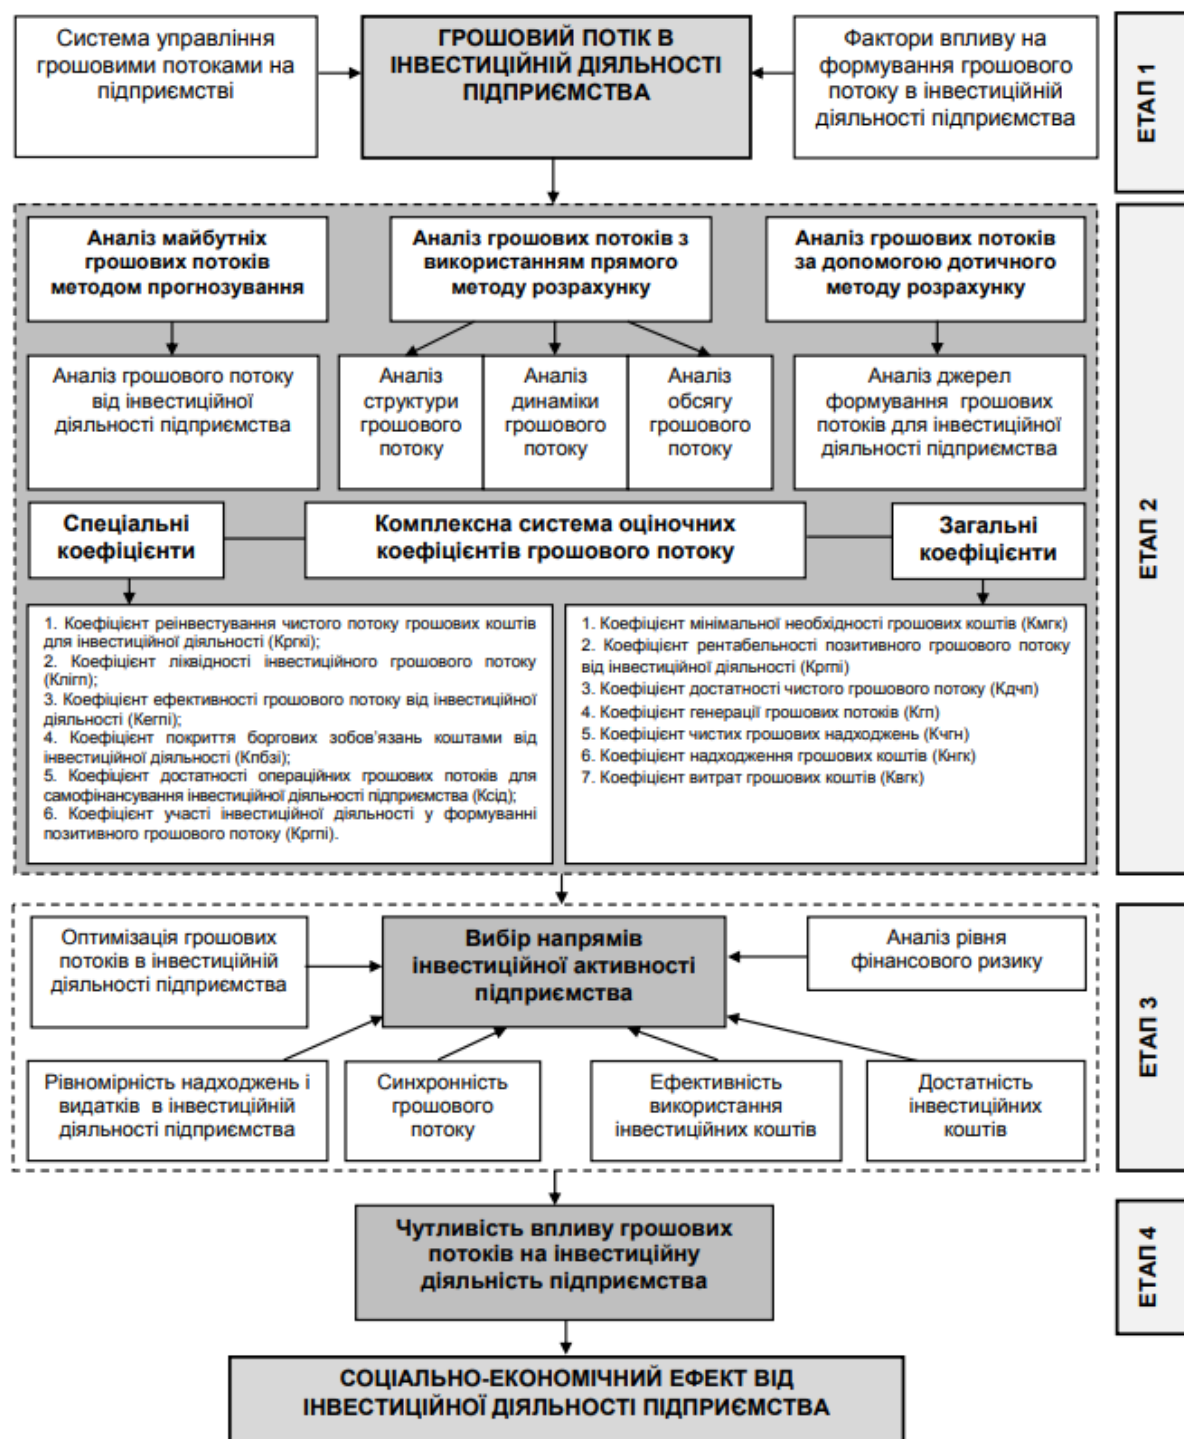 Система управління
грошовими потоками на
підприємстві
ГРОШОВИЙ ПОТІК В
ІНВЕСТИЦІЙНІЙ ДІЯЛЬНОСТІ
ПІДПРИЄМСТВА
Фактори впливу на
формування грошового
потоку в інвестиційній
діяльності підприємства
ЕТАП 1
Аналіз майбутніх
грошових потоків
методом прогнозування
Аналіз грошових потоків з
використанням прямого
методу розрахунку
Аналіз грошових потоків
за допомогою дотичного
методу розрахунку
Аналіз грошового потоку
від інвестиційної
діяльності підприємства
Аналіз
структури
грошового
потоку
Аналіз
динаміки
грошового
потоку
Аналіз
обсягу
грошового
потоку
Аналіз джерел
формування грошових
потоків для інвестиційної
діяльності підприємства
Спеціальні
коефіцієнти
Комплексна система оціночних
коефіцієнтів грошового потоку
Загальні
коефіцієнти
1. Коефіцієнт реінвестування чистого потоку грошових коштів
для інвестиційної діяльності (Кргкі);
2. Коефіцієнт ліквідності інвестиційного грошового потоку
(Клігп);
3. Коефіцієнт ефективності грошового потоку від інвестиційної
діяльності (Кегпі);
4. Коефіцієнт покриття боргових зобов’язань коштами від
інвестиційної діяльності (Кпбзі);
5. Коефіцієнт достатності операційних грошових потоків для
самофінансування інвестиційної діяльності підприємства (Ксід);
6. Коефіцієнт участі інвестиційної діяльності у формуванні
позитивного грошового потоку (Кргпі).
1. Коефіцієнт мінімальної необхідності грошових коштів (Кмгк)
2. Коефіцієнт рентабельності позитивного грошового потоку
від інвестиційної діяльності (Кргпі)
3. Коефіцієнт достатності чистого грошового потоку (Кдчп)
4. Коефіцієнт генерації грошових потоків (Кгп)
5. Коефіцієнт чистих грошових надходжень (Кчгн)
6. Коефіцієнт надходження грошових коштів (Кнгк)
7. Коефіцієнт витрат грошових коштів (Квгк)
ЕТАП 2
Оптимізація грошових
потоків в інвестиційній
діяльності підприємства
Вибір напрямів
інвестиційної активності
підприємства
Аналіз рівня
фінансового ризику
Рівномірність надходжень і
видатків в інвестиційній
діяльності підприємства
Синхронність
грошового
потоку
Ефективність
використання
інвестиційних коштів
Достатність
інвестиційних
коштів
ЕТАП 3
Чутливість впливу грошових
потоків на інвестиційну
діяльність підприємства
ЕТАП 4
СОЦІАЛЬНО-ЕКОНОМІЧНИЙ ЕФЕКТ ВІД
ІНВЕСТИЦІЙНОЇ ДІЯЛЬНОСТІ ПІДПРИЄМСТВА